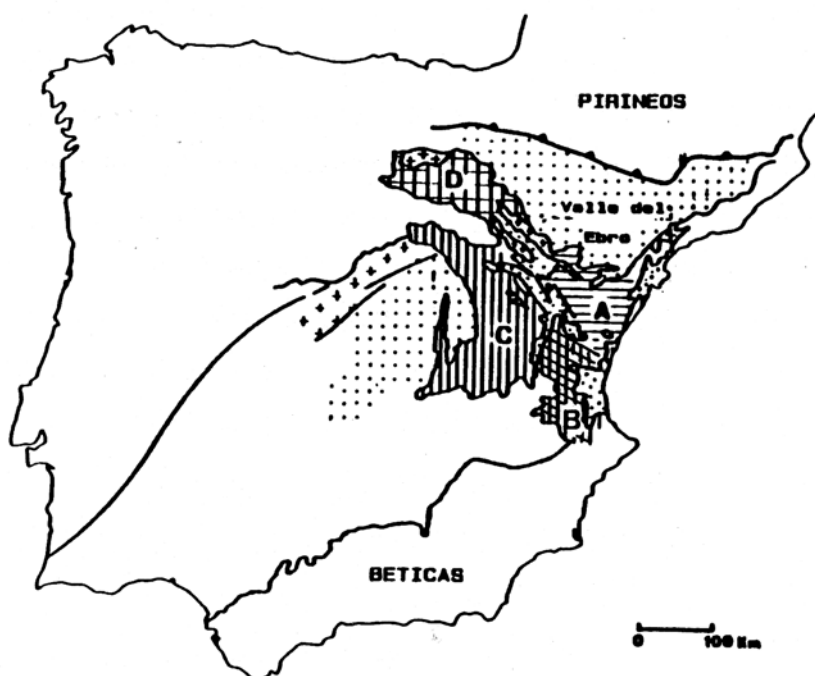 PIRINEOS
D
Valle del
Ebro
A
C
B
BETICAS
0 100 Km